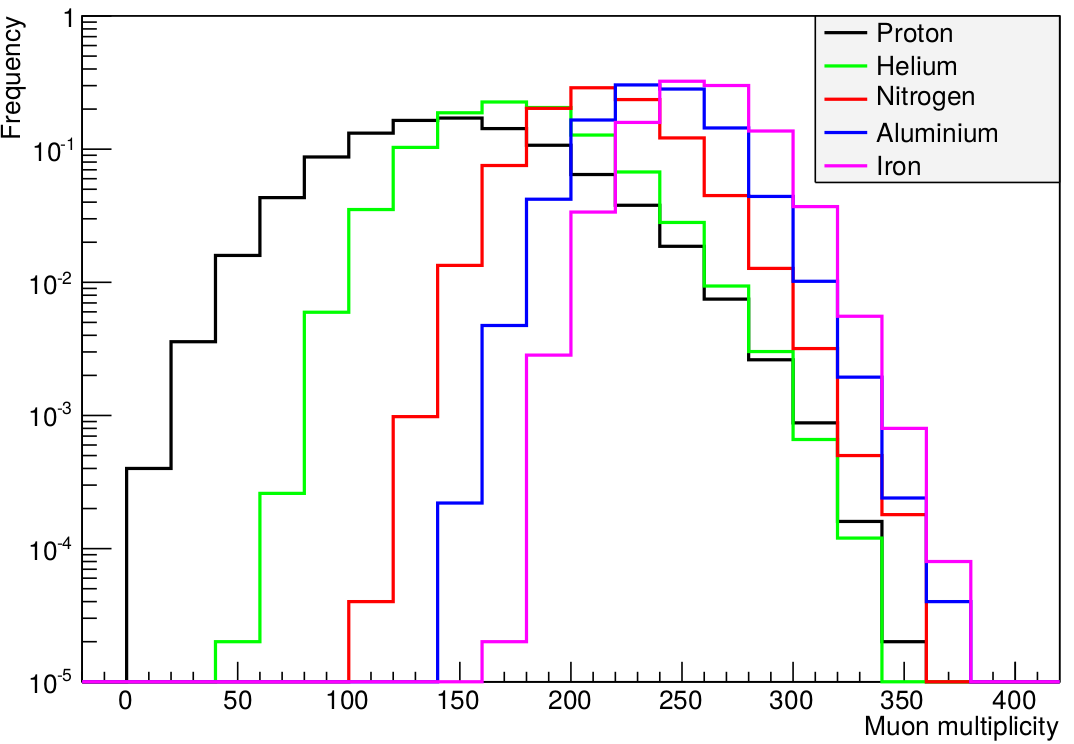 Frequency
1
10-1
10-2
10-3
10-4
10-5
Proton
Helium
Nitrogen
Aluminium
Iron
0 50 100 150 200 250 300 350 400
Muon multiplicity